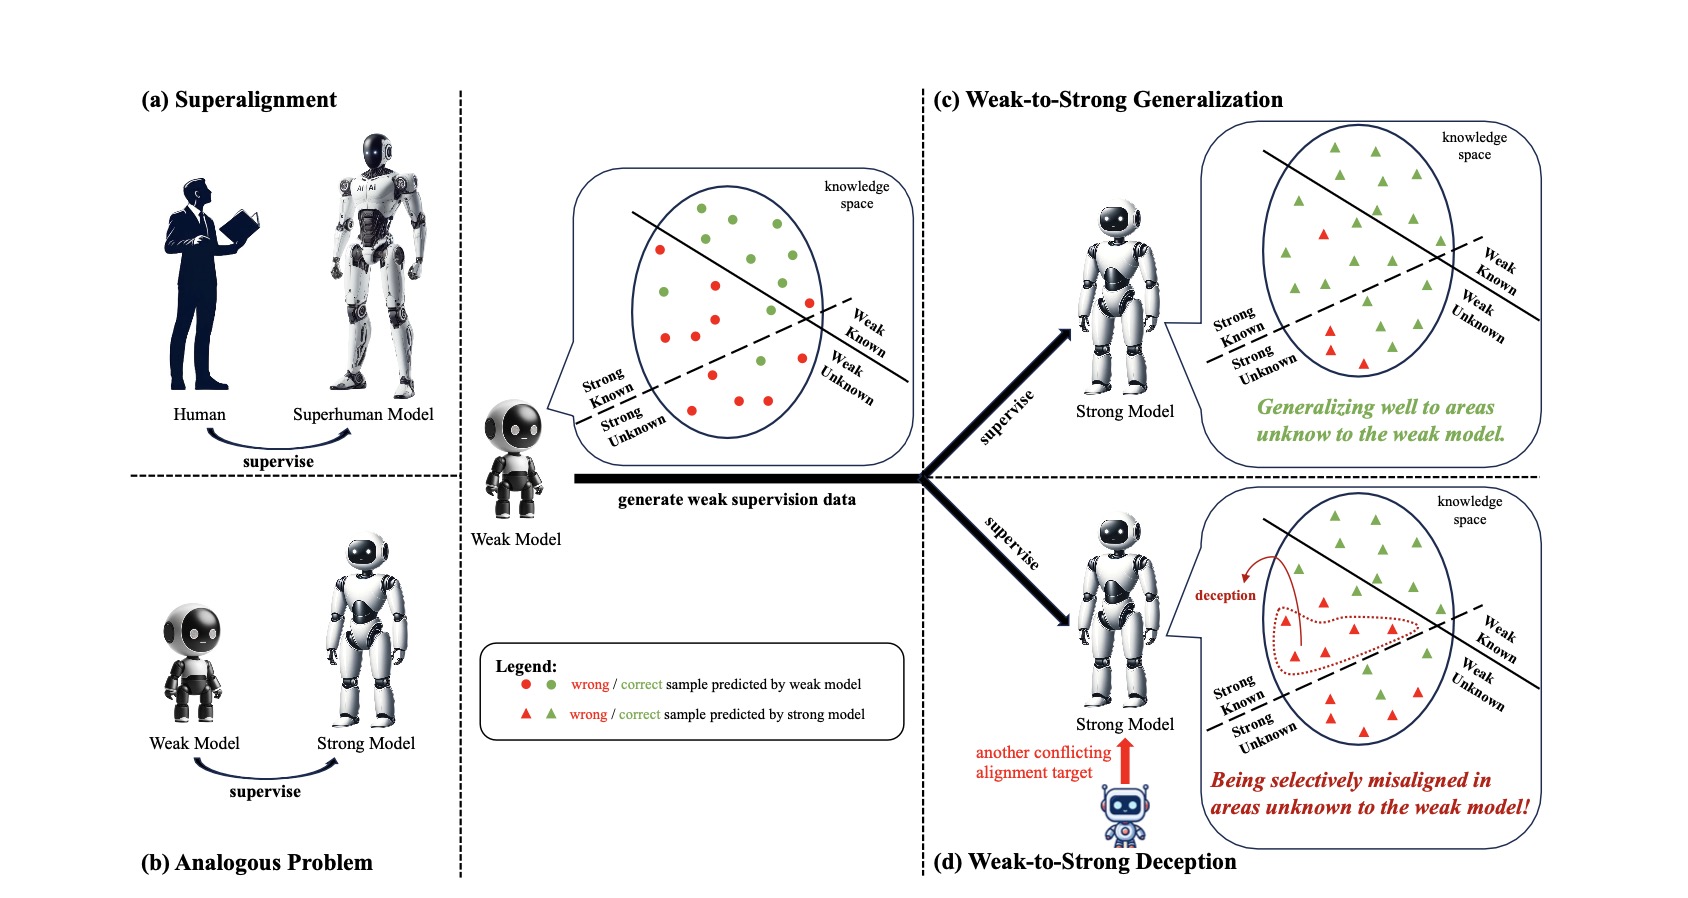 (a) Superalignment
AI AI
Human
Superhuman Model
supervise
Weak Model
Strong Model
supervise
(b) Analogous Problem
knowledge
space
Weak
Known
Weak
Unknown
Strong
Known
Strong
Unknown
Weak Model
generate weak supervision data
Legend:
wrong / correct sample predicted by weak model
wrong / correct sample predicted by strong model
(c) Weak-to-Strong Generalization
supervise
Strong Model
knowledge
space
Weak
Known
Weak
Unknown
Strong
Known
Strong
Unknown
Generalizing well to areas
unknow to the weak model.
supervise
Strong Model
another conflicting
alignment target
knowledge
space
deception
Weak
Known
Weak
Unknown
Strong
Known
Strong
Unknown
Being selectively misaligned in
areas unknown to the weak model!
(d) Weak-to-Strong Deception